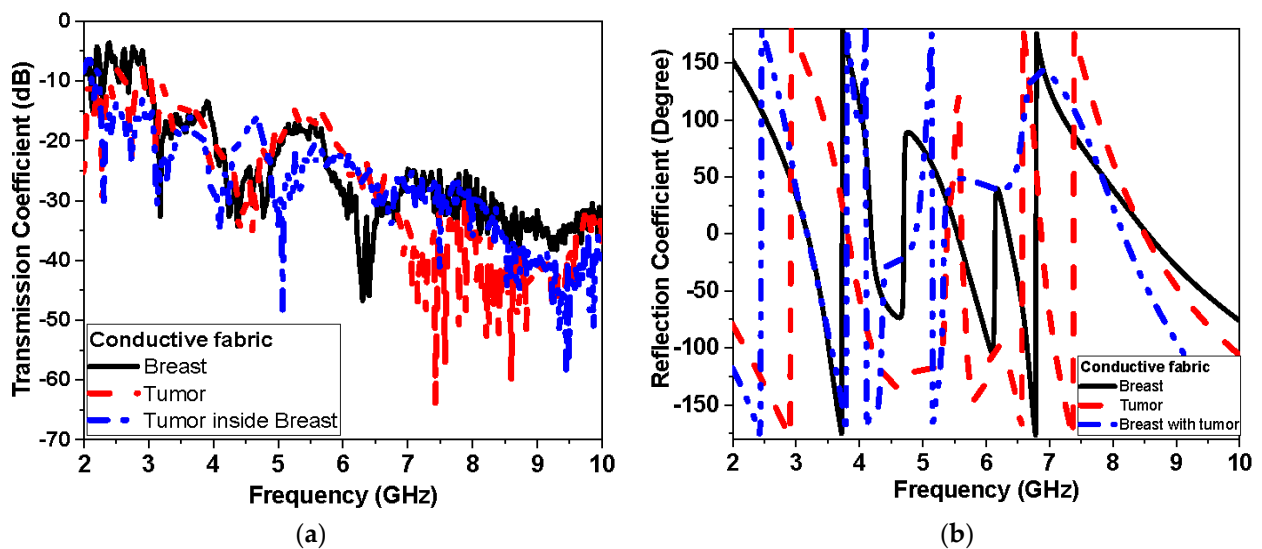 0
-10
-20
-30
-40
-50
-60
-70
Transmission Coefficient (dB)
Conductive fabric
Breast
Tumor
Tumor inside Breast
2 3 4 5 6 7 8 9 10
Frequency (GHz)
(a)
150
100
50
0
-50
-100
-150
Reflection Coefficient (Degree)
Conductive fabric
Breast
Tumor
Breast with tumor
2 3 4 5 6 7 8 9 10
Frequency (GHz)
(b)